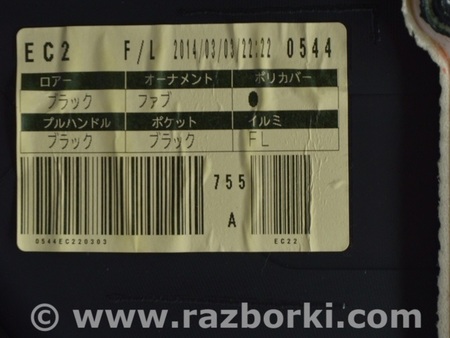 EC2 F/L 2014/03/03/22:22 0544
ロアー オーナメント ポリカバー
ブラック ファブ ●
プルハンドル ポケット イルミ
ブラック ブラック FL
755
A
0544EC229303 EC22
© www.razborki.com